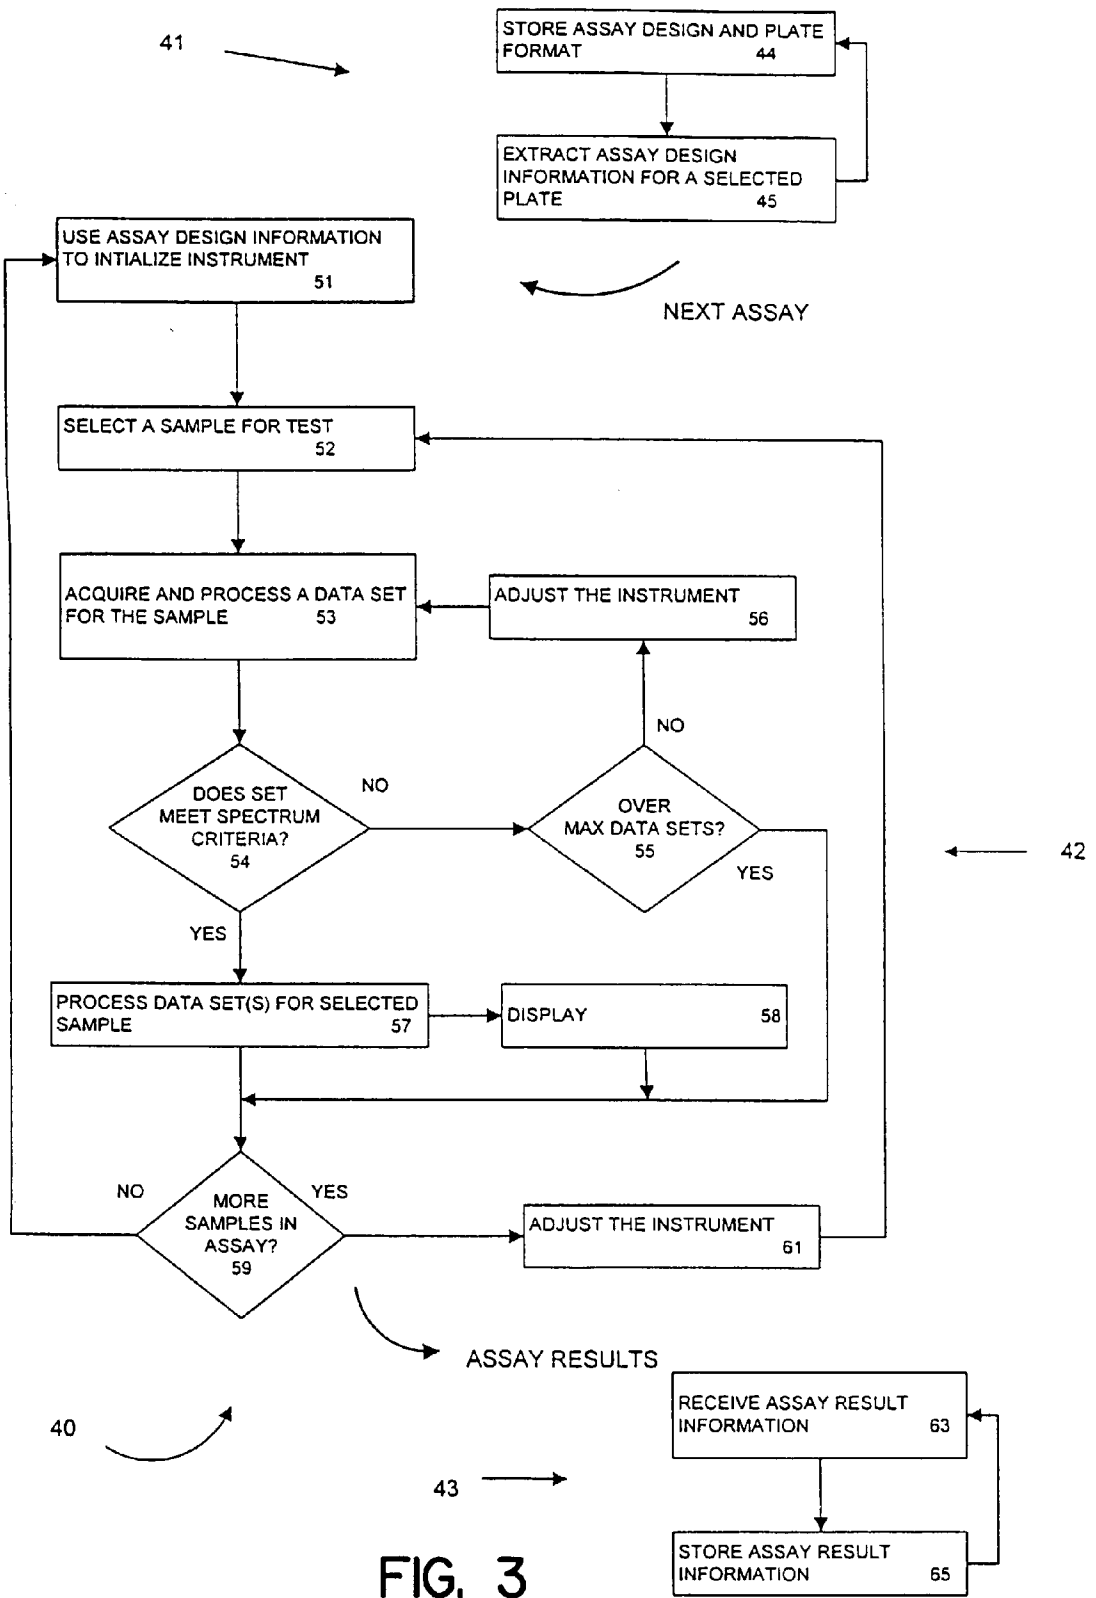 41
STORE ASSAY DESIGN AND PLATE
FORMAT 44
EXTRACT ASSAY DESIGN
INFORMATION FOR A SELECTED
PLATE 45
USE ASSAY DESIGN INFORMATION
TO INTIALIZE INSTRUMENT
51
NEXT ASSAY
SELECT A SAMPLE FOR TEST
52
ACQUIRE AND PROCESS A DATA SET
FOR THE SAMPLE 53
ADJUST THE INSTRUMENT
56
NO
DOES SET
MEET SPECTRUM
CRITERIA?
54
NO
OVER
MAX DATA SETS?
55
YES
42
YES
PROCESS DATA SET(S) FOR SELECTED
SAMPLE 57
DISPLAY 58
NO
MORE
SAMPLES IN
ASSAY?
59
YES
ADJUST THE INSTRUMENT
61
ASSAY RESULTS
40
RECEIVE ASSAY RESULT
INFORMATION 63
43
STORE ASSAY RESULT
INFORMATION 65
FIG. 3